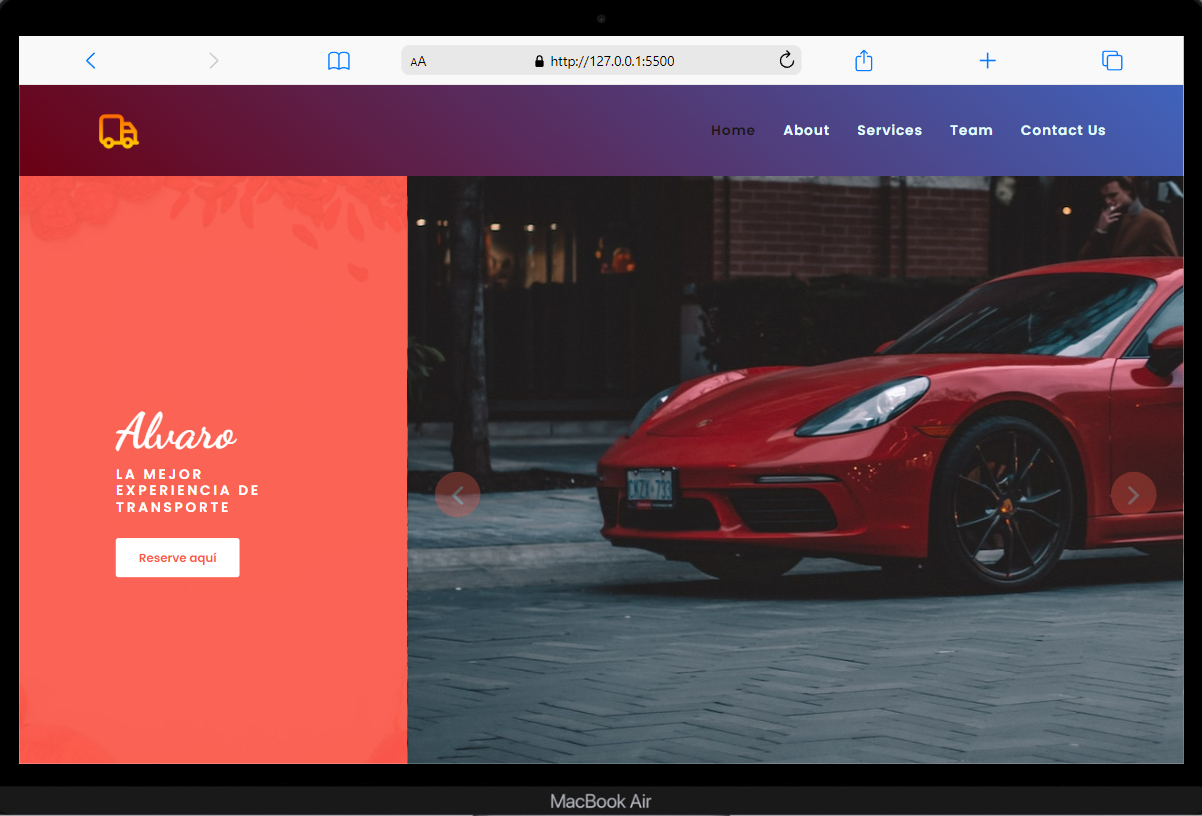 AA http://127.0.0.1:5500
Home About Services Team Contact Us
Alvaro
LA MEJOR
EXPERIENCIA DE
TRANSPORTE
Reserve aquí
MacBook Air